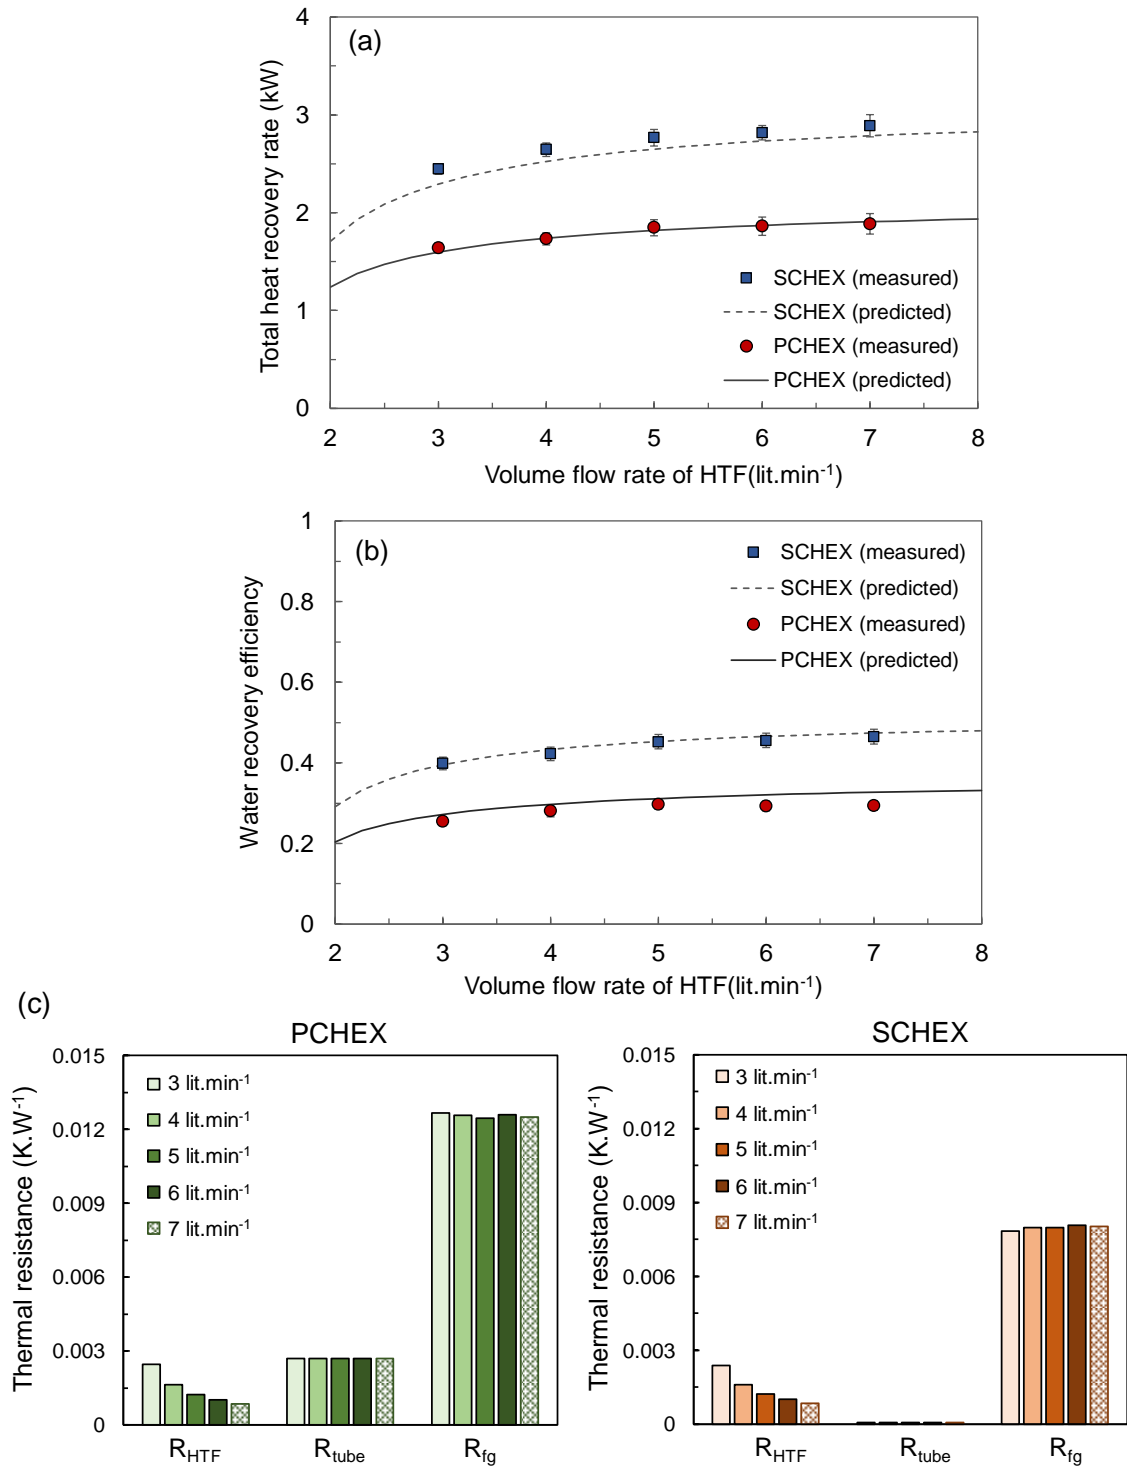 (a)
Total heat recovery rate (kW)
4
3
2
1
0
SCHEX (measured)
SCHEX (predicted)
PCHEX (measured)
PCHEX (predicted)
2 3 4 5 6 7 8
Volume flow rate of HTF(lit.min⁻¹)
(b)
Water recovery efficiency
1
0.8
0.6
0.4
0.2
0
SCHEX (measured)
SCHEX (predicted)
PCHEX (measured)
PCHEX (predicted)
2 3 4 5 6 7 8
Volume flow rate of HTF(lit.min⁻¹)
(c)
PCHEX
Thermal resistance (K.W⁻¹)
0.015
0.012
0.009
0.006
0.003
0
3 lit.min⁻¹
4 lit.min⁻¹
5 lit.min⁻¹
6 lit.min⁻¹
7 lit.min⁻¹
R_HTF R_tube R_fg
SCHEX
Thermal resistance (K.W⁻¹)
0.015
0.012
0.009
0.006
0.003
0
3 lit.min⁻¹
4 lit.min⁻¹
5 lit.min⁻¹
6 lit.min⁻¹
7 lit.min⁻¹
R_HTF R_tube R_fg